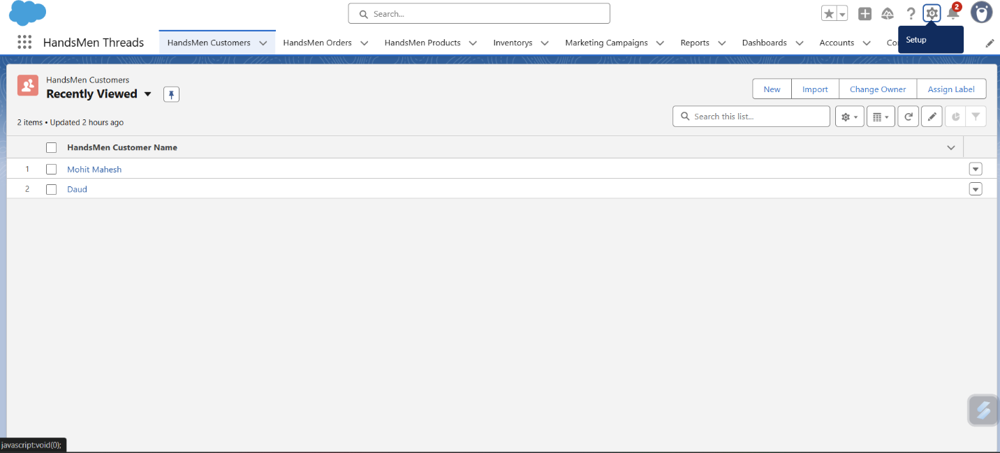 Search...
2
HandsMen Threads
HandsMen Customers
HandsMen Orders
HandsMen Products
Inventorys
Marketing Campaigns
Reports
Dashboards
Accounts
Setup
HandsMen Customers
Recently Viewed
New
Import
Change Owner
Assign Label
2 items • Updated 2 hours ago
Search this list...
HandsMen Customer Name
1 Mohit Mahesh
2 Daud
javascript:void(0);